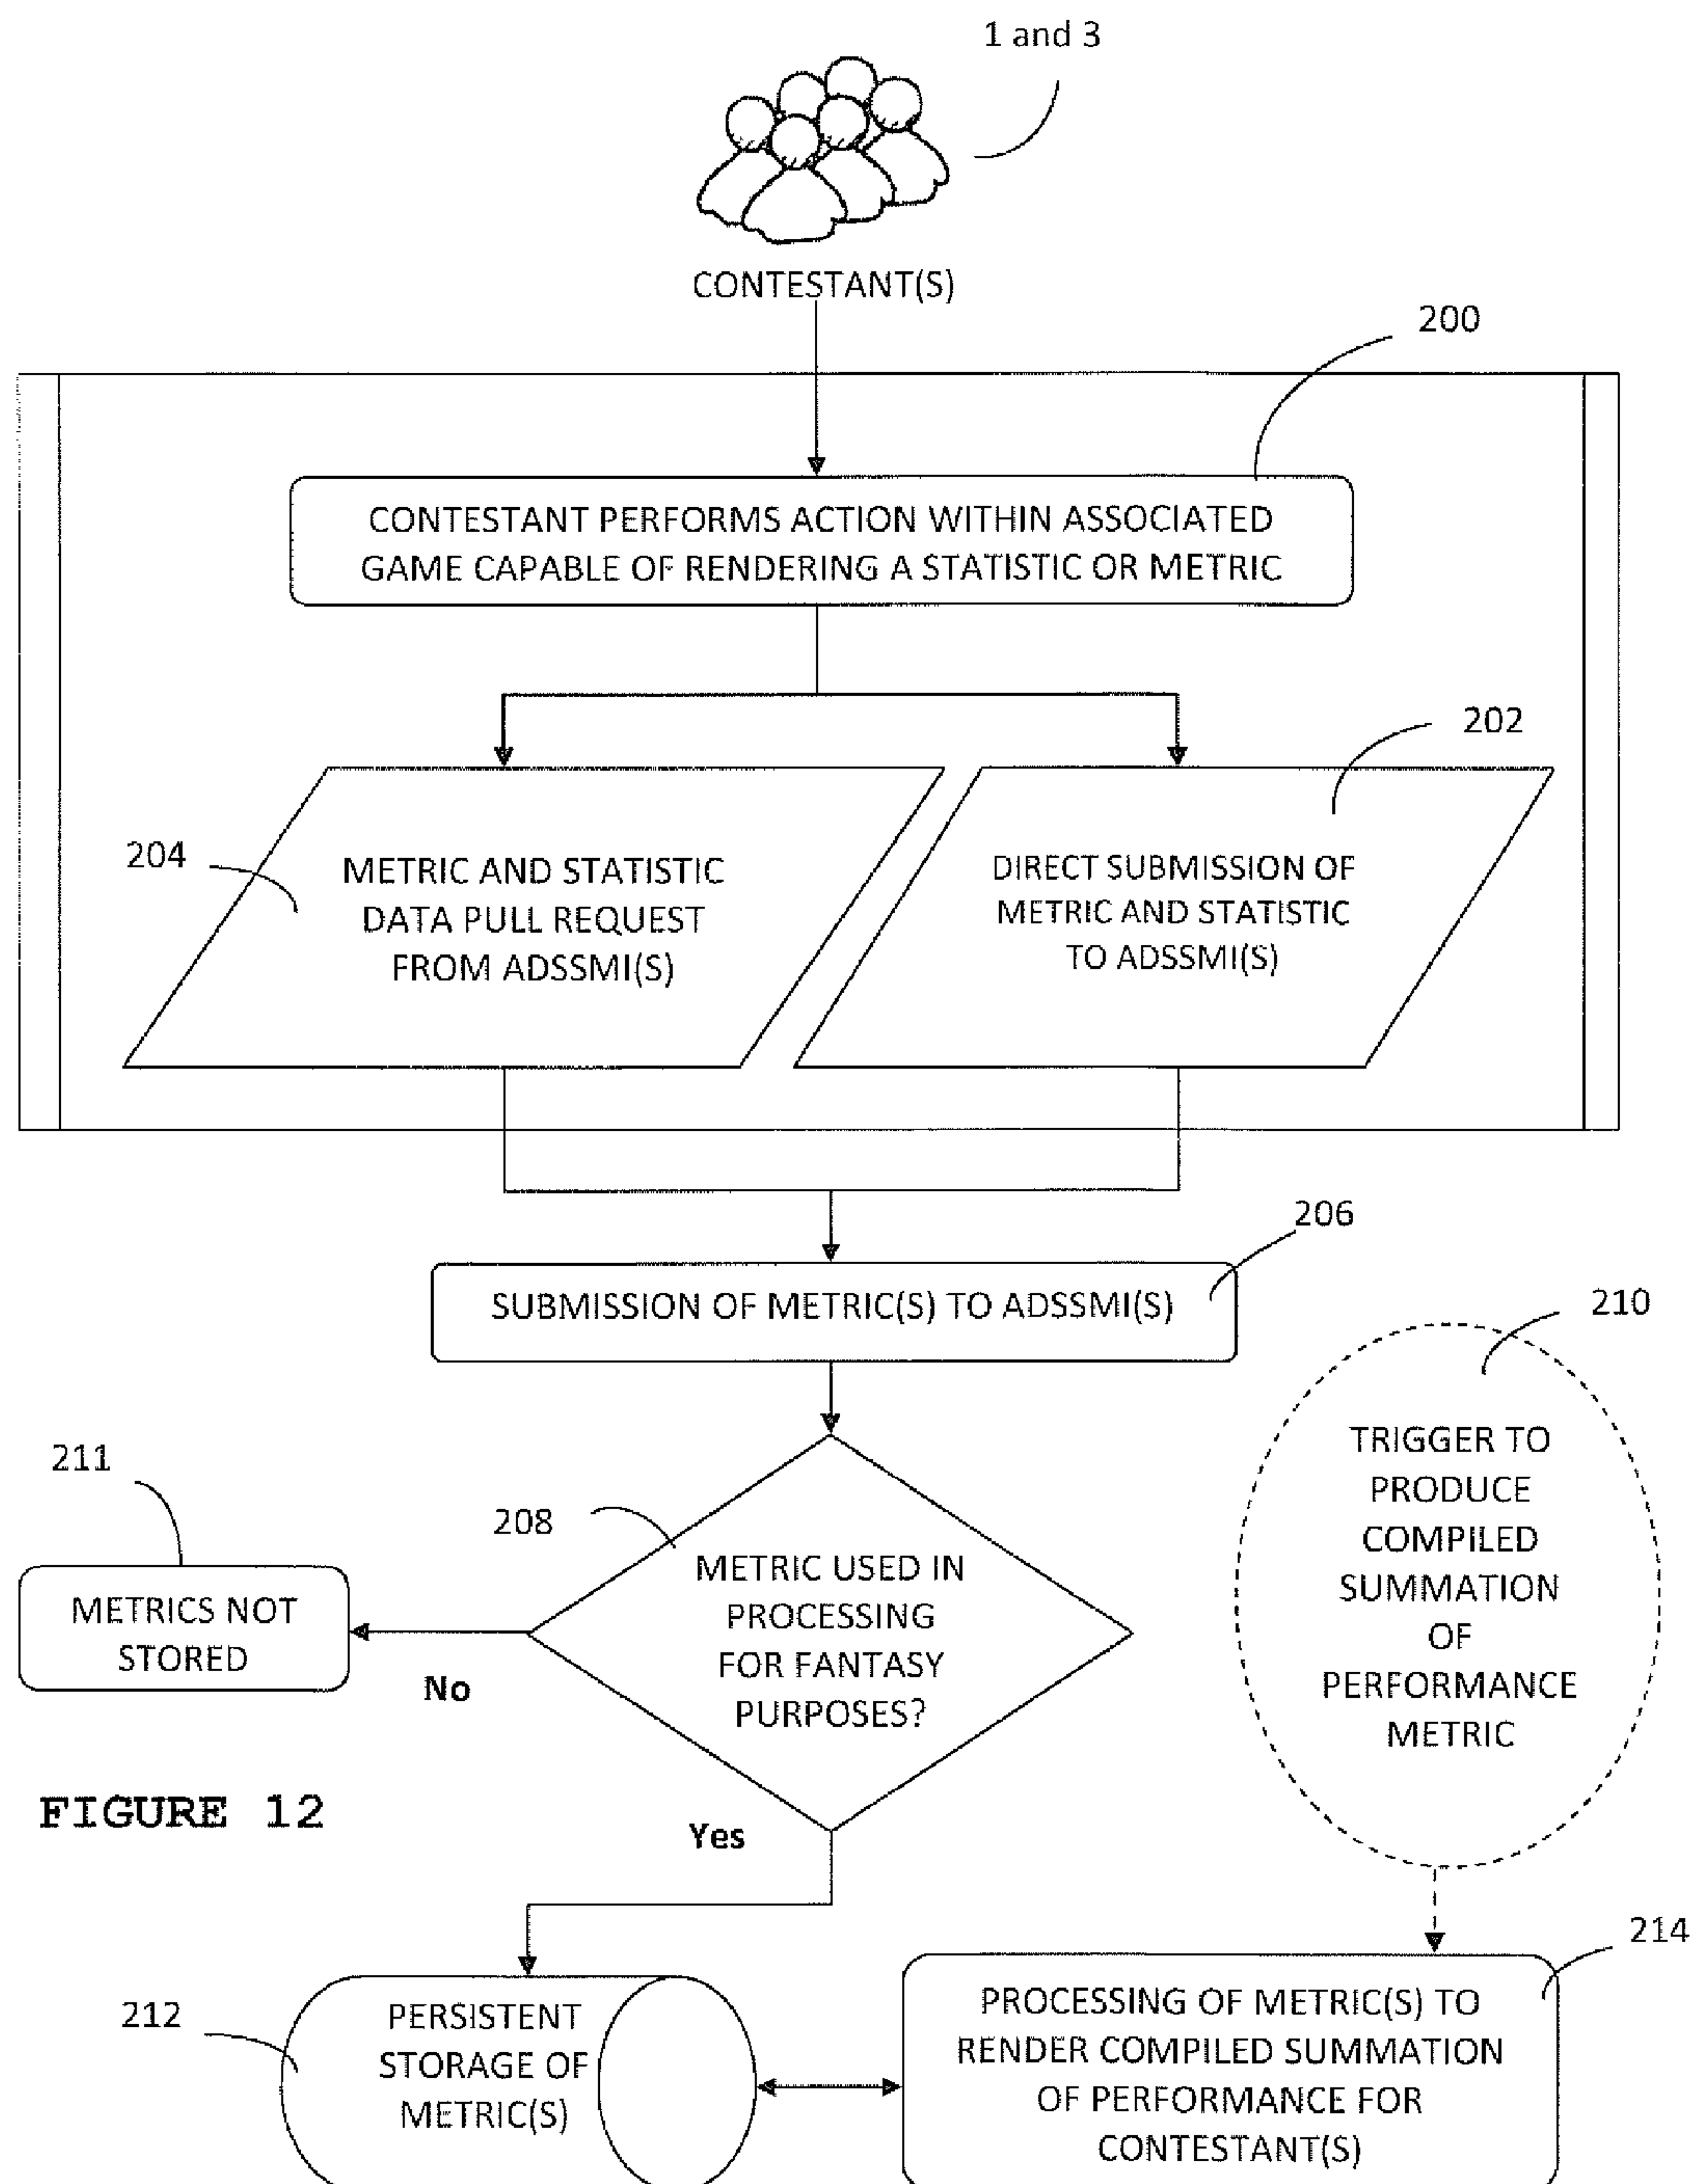 1 and 3
CONTESTANT(S)
200
CONTESTANT PERFORMS ACTION WITHIN ASSOCIATED
GAME CAPABLE OF RENDERING A STATISTIC OR METRIC
202
204
METRIC AND STATISTIC
DATA PULL REQUEST
FROM ADSSMI(S)
DIRECT SUBMISSION OF
METRIC AND STATISTIC
TO ADSSMI(S)
206
SUBMISSION OF METRIC(S) TO ADSSMI(S)
210
TRIGGER TO
PRODUCE
COMPILED
SUMMATION
OF
PERFORMANCE
METRIC
211
208
METRIC USED IN
PROCESSING
FOR FANTASY
PURPOSES?
METRICS NOT
STORED
No
FIGURE 12
Yes
214
212
PERSISTENT
STORAGE OF
METRIC(S)
PROCESSING OF METRIC(S) TO
RENDER COMPILED SUMMATION
OF PERFORMANCE FOR
CONTESTANT(S)